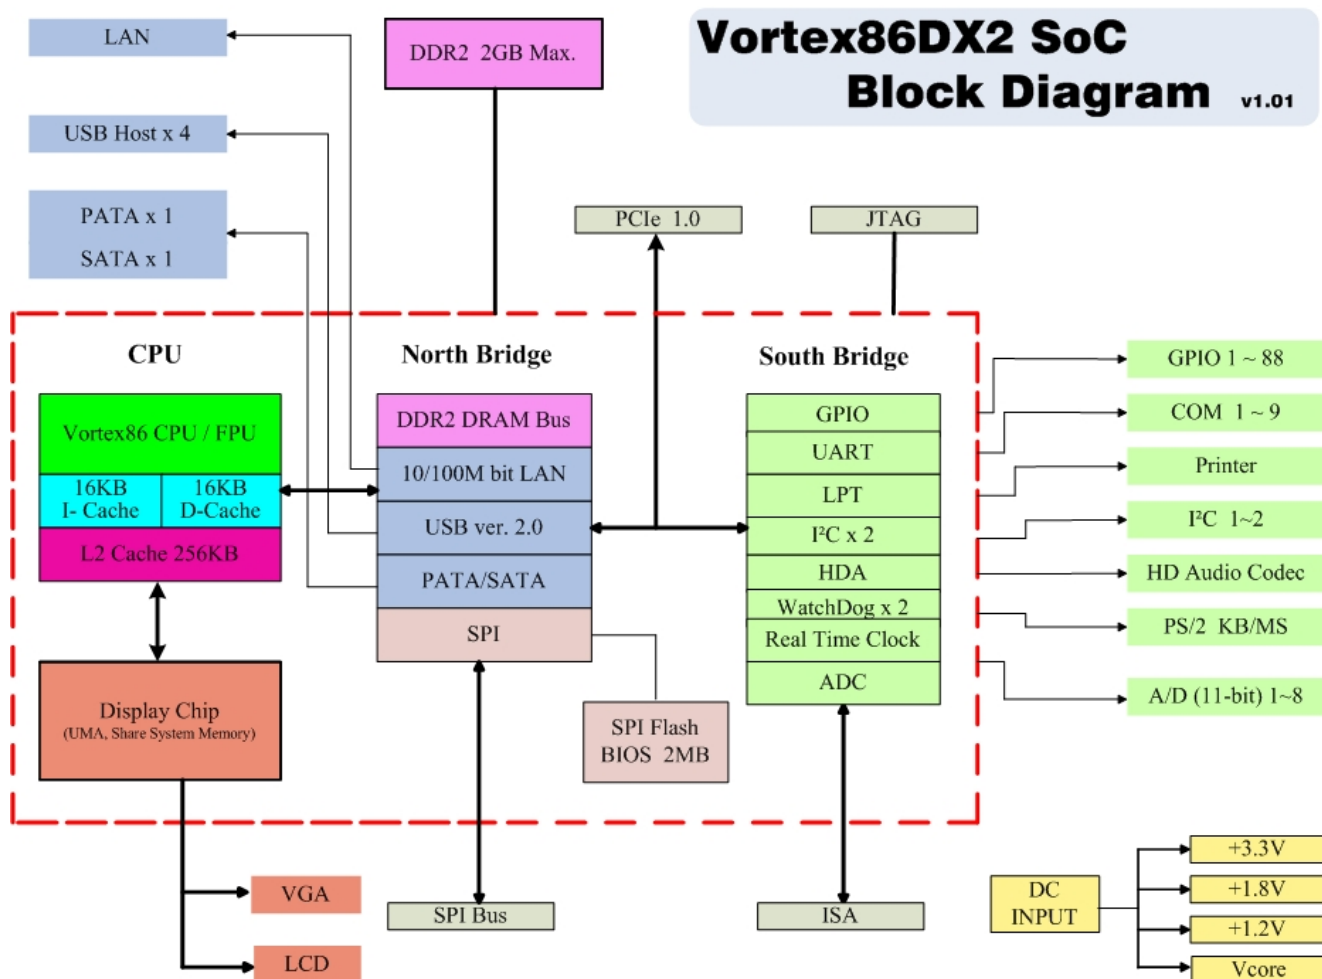 Vortex86DX2 SoC
Block Diagram v1.01
LAN
DDR2 2GB Max.
USB Host x 4
PATA x 1
SATA x 1
PCIe 1.0
JTAG
CPU
North Bridge
South Bridge
Vortex86 CPU / FPU
16KB
I- Cache
16KB
D-Cache
L2 Cache 256KB
Display Chip
(UMA, Share System Memory)
DDR2 DRAM Bus
10/100M bit LAN
USB ver. 2.0
PATA/SATA
SPI
SPI Flash
BIOS 2MB
GPIO
UART
LPT
I²C x 2
HDA
WatchDog x 2
Real Time Clock
ADC
GPIO 1 ~ 88
COM 1 ~ 9
Printer
I²C 1~2
HD Audio Codec
PS/2 KB/MS
A/D (11-bit) 1~8
VGA
LCD
SPI Bus
ISA
DC
INPUT
+3.3V
+1.8V
+1.2V
Vcore